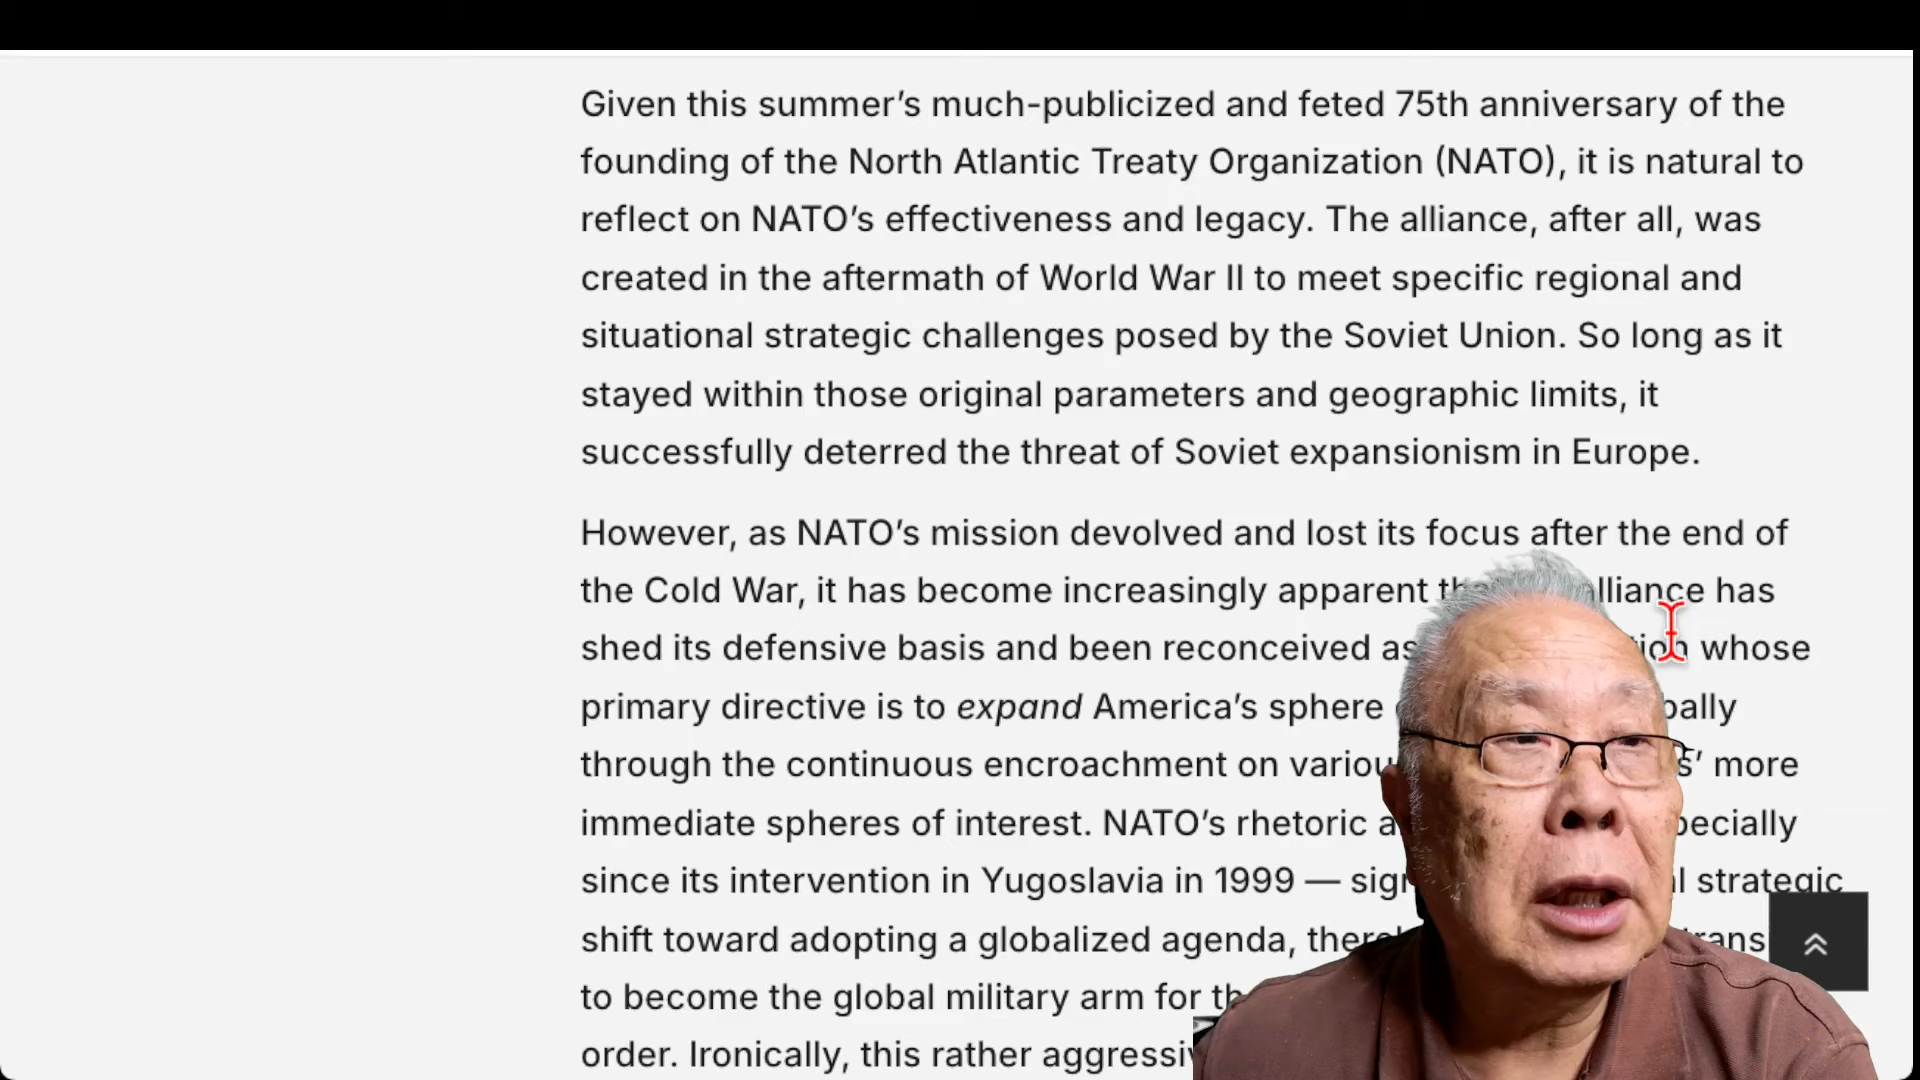 Given this summer’s much-publicized and feted 75th anniversary of the
founding of the North Atlantic Treaty Organization (NATO), it is natural to
reflect on NATO’s effectiveness and legacy. The alliance, after all, was
created in the aftermath of World War II to meet specific regional and
situational strategic challenges posed by the Soviet Union. So long as it
stayed within those original parameters and geographic limits, it
successfully deterred the threat of Soviet expansionism in Europe.
However, as NATO’s mission devolved and lost its focus after the end of
the Cold War, it has become increasingly apparent alliance has
shed its defensive basis and been reconceived as whose
primary directive is to expand America’s sphere
through the continuous encroachment on more
immediate spheres of interest. NATO’s rhetoric
since its intervention in Yugoslavia in 1999 — strategic
shift toward adopting a globalized agenda,
to become the global military arm for
order. Ironically, this rather